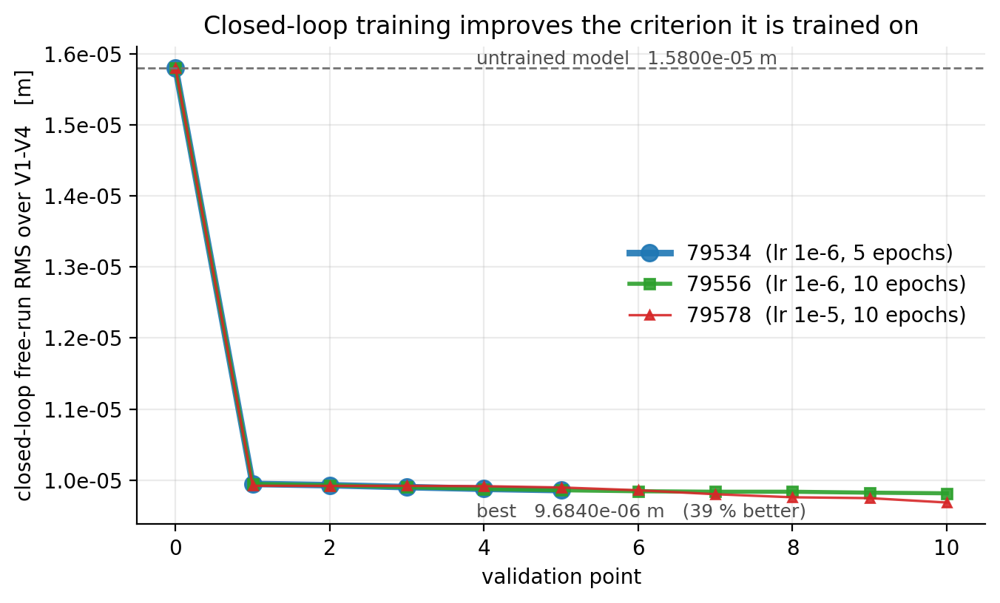 Closed-loop training improves the criterion it is trained on
closed-loop free-run RMS over V1-V4   [m]
1.6e-05
1.5e-05
1.4e-05
1.3e-05
1.2e-05
1.1e-05
1.0e-05
untrained model   1.5800e-05 m
79534  (lr 1e-6, 5 epochs)
79556  (lr 1e-6, 10 epochs)
79578  (lr 1e-5, 10 epochs)
best   9.6840e-06 m   (39 % better)
0 2 4 6 8 10
validation point